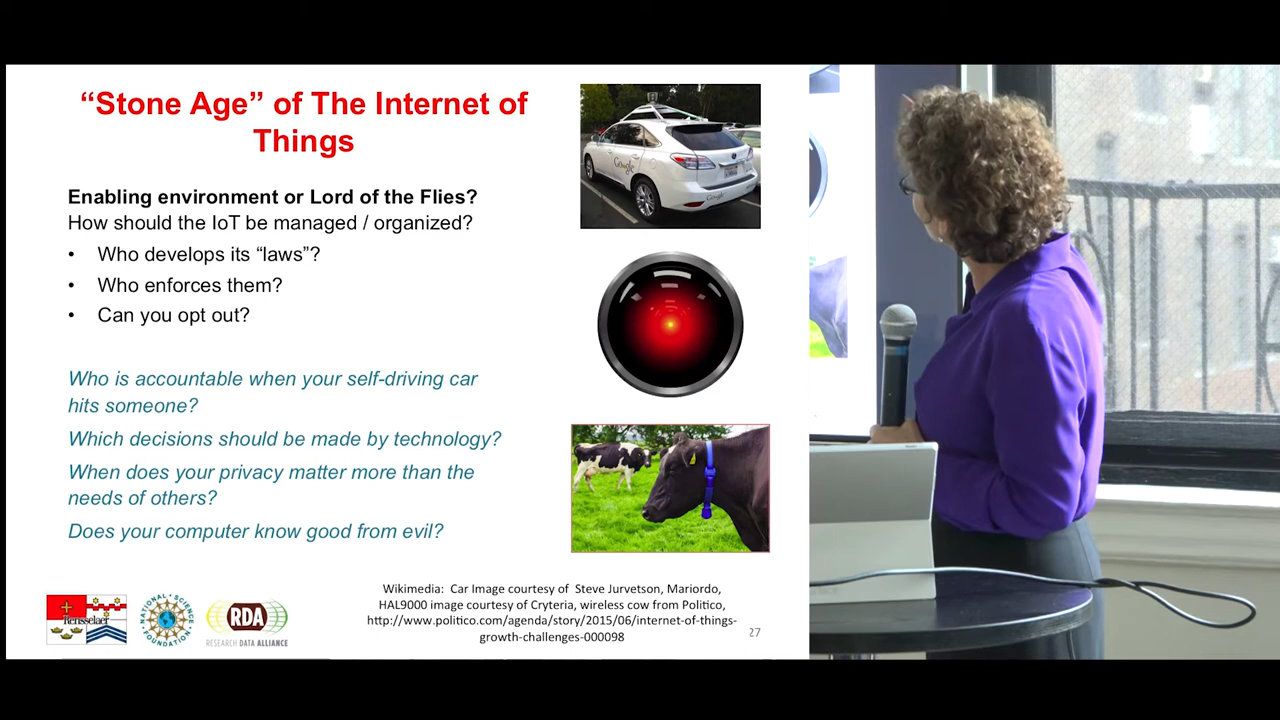 “Stone Age” of The Internet of
Things
Enabling environment or Lord of the Flies?
How should the IoT be managed / organized?
• Who develops its “laws”?
• Who enforces them?
• Can you opt out?
Who is accountable when your self-driving car
hits someone?
Which decisions should be made by technology?
When does your privacy matter more than the
needs of others?
Does your computer know good from evil?
Google
Google
Rensselaer
NATIONAL SCIENCE
FOUNDATION
RDA
RESEARCH DATA ALLIANCE
Wikimedia: Car Image courtesy of Steve Jurvetson, Mariordo,
HAL9000 image courtesy of Cryteria, wireless cow from Politico,
http://www.politico.com/agenda/story/2015/06/internet-of-things-
growth-challenges-000098
27